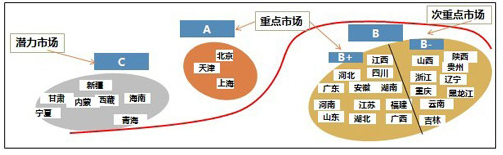 潜力市场
C
新疆
甘肃
内蒙
西藏
海南
宁夏
青海
A
重点市场
北京
天津
上海
B
次重点市场
B+
B-
江西
河北
四川
广东
安徽
湖南
河南
江苏
福建
山东
湖北
广西
山西
陕西
贵州
浙江
辽宁
重庆
黑龙江
云南
吉林